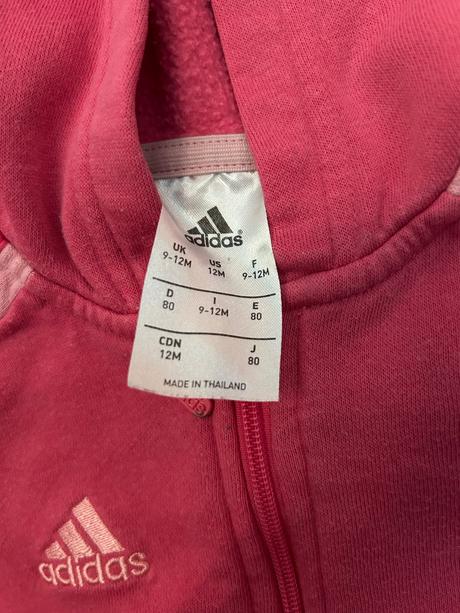 adidas
UK US F
9-12M 12M 9-12M
D I E
80 9-12M 80
CDN J
12M 80
MADE IN THAILAND
adidas